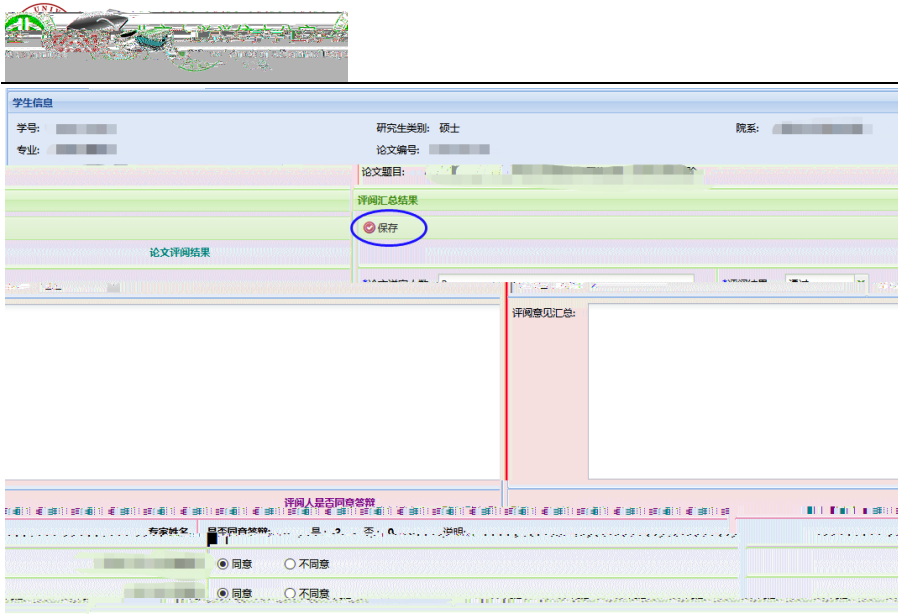 UNIV
学生信息
学号: 研究生类别: 硕士 院系:
专业: 论文编号:
论文题目:
评阅汇总结果
保存
论文评阅结果
评阅意见汇总:
评阅人是否同意答辩
专家姓名 是否同意答辩: 是: 2 否: 0 说明:
同意 不同意
同意 不同意